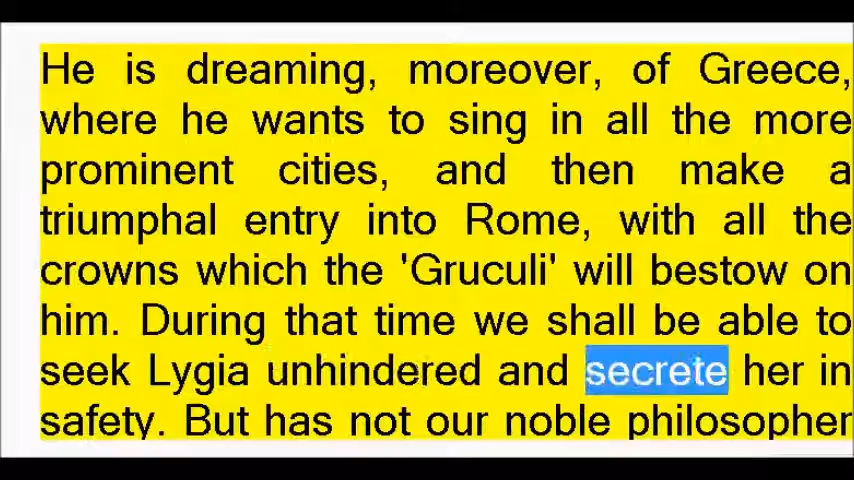 He is dreaming, moreover, of Greece,
where he wants to sing in all the more
prominent cities, and then make a
triumphal entry into Rome, with all the
crowns which the 'Gruculi' will bestow on
him. During that time we shall be able to
seek Lygia unhindered and secrete her in
safety. But has not our noble philosopher